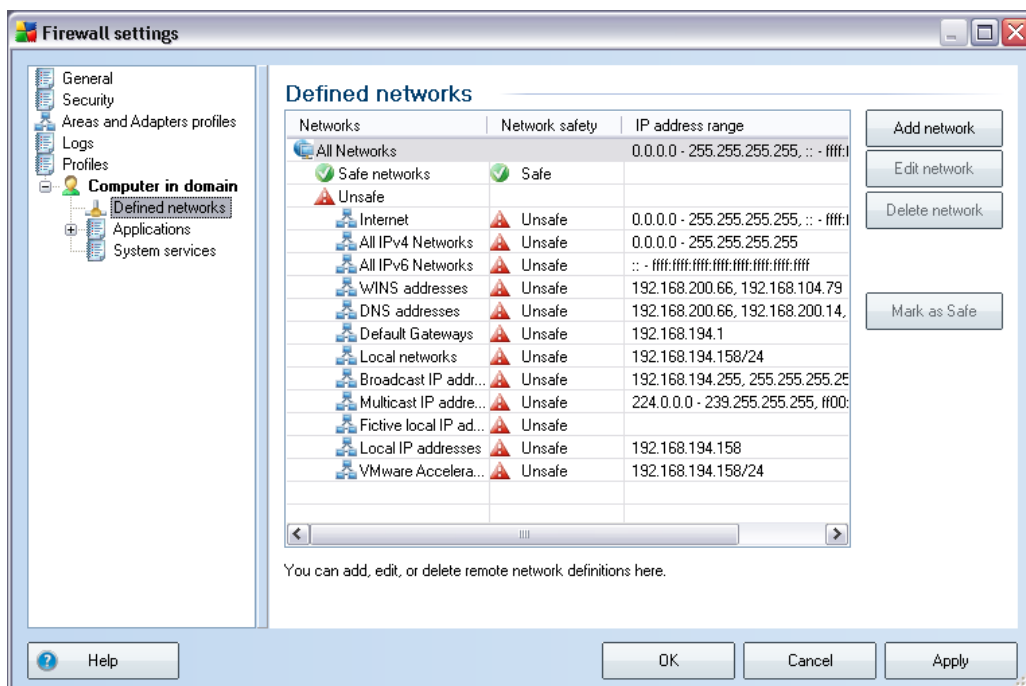 Firewall settings
General
Security
Areas and Adapters profiles
Logs
Profiles
Computer in domain
Defined networks
Applications
System services
Defined networks
Networks Network safety IP address range
All Networks 0.0.0.0 - 255.255.255.255, :: - ffff:
Safe networks Safe
Unsafe
Internet Unsafe 0.0.0.0 - 255.255.255.255, :: - ffff:
All IPv4 Networks Unsafe 0.0.0.0 - 255.255.255.255
All IPv6 Networks Unsafe :: - ffff:ffff:ffff:ffff:ffff:ffff:ffff:ffff
WINS addresses Unsafe 192.168.200.66, 192.168.104.79
DNS addresses Unsafe 192.168.200.66, 192.168.200.14,
Default Gateways Unsafe 192.168.194.1
Local networks Unsafe 192.168.194.158/24
Broadcast IP addr... Unsafe 192.168.194.255, 255.255.255.25
Multicast IP addre... Unsafe 224.0.0.0 - 239.255.255.255, ff00:
Fictive local IP ad... Unsafe
Local IP addresses Unsafe 192.168.194.158
VMware Accelera... Unsafe 192.168.194.158/24
Add network
Edit network
Delete network
Mark as Safe
You can add, edit, or delete remote network definitions here.
Help
OK
Cancel
Apply